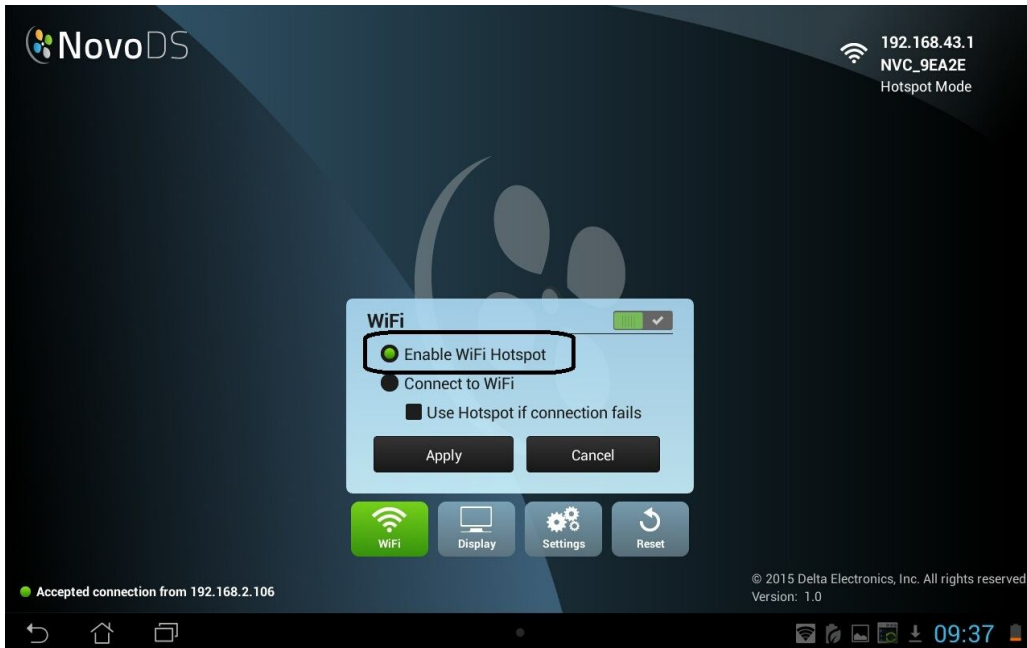 NovoDS
192.168.43.1
NVC_9EA2E
Hotspot Mode
WiFi
Enable WiFi Hotspot
Connect to WiFi
Use Hotspot if connection fails
Apply
Cancel
WiFi
Display
Settings
Reset
Accepted connection from 192.168.2.106
© 2015 Delta Electronics, Inc. All rights reserved
Version: 1.0
09:37